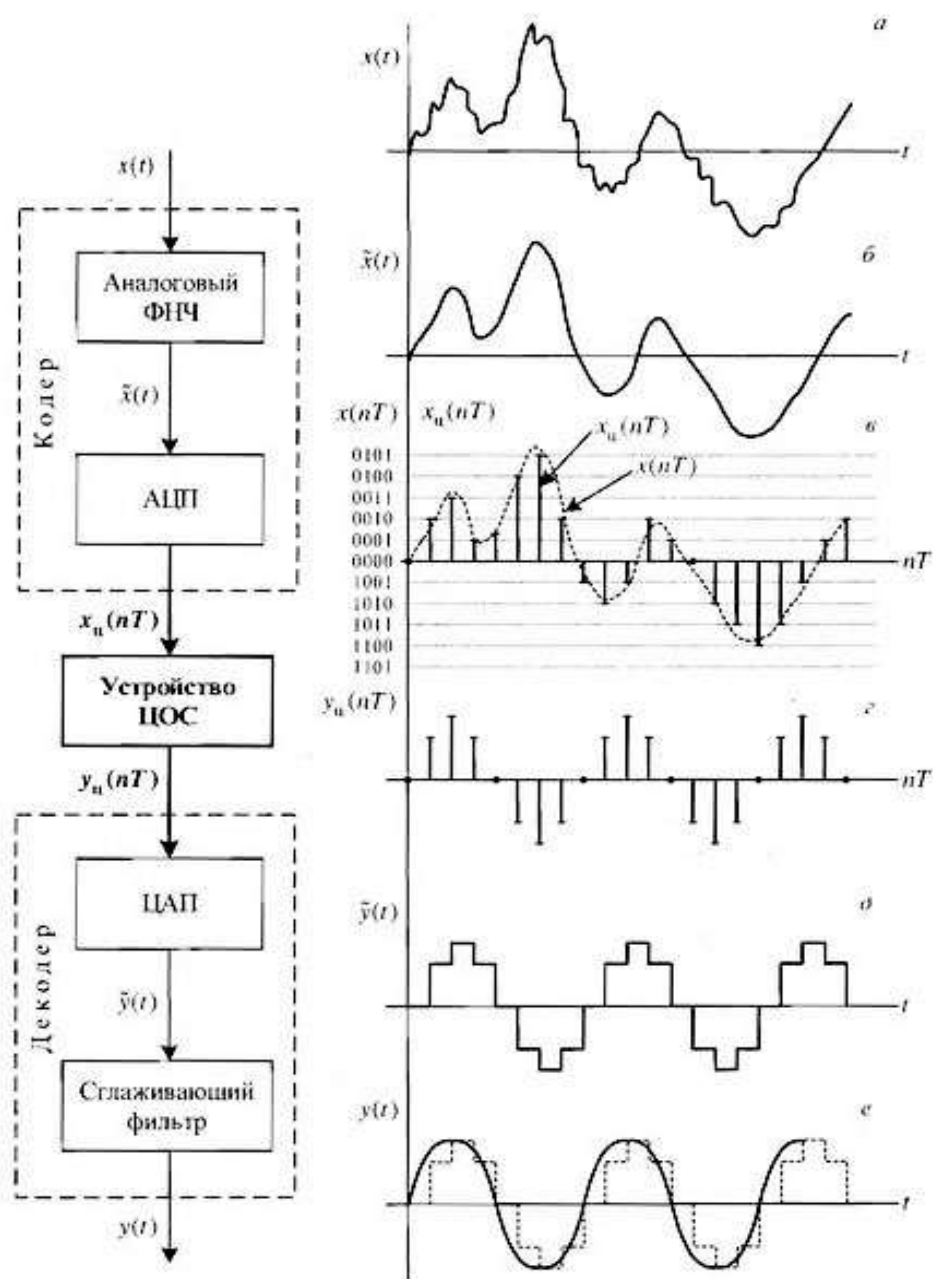 x(t)
Кодер
Аналоговый
ФНЧ
x̃(t)
АЦП
xц(nT)
Устройство
ЦОС
yц(nT)
Декодер
ЦАП
ỹ(t)
Сглаживающий
фильтр
y(t)
x(t)
а
t
x̃(t)
б
t
x(nT)
xц(nT)
в
xц(nT)
x(nT)
0101
0100
0011
0010
0001
0000
nT
1001
1010
1011
1100
1101
yц(nT)
г
nT
ỹ(t)
д
t
y(t)
е
t